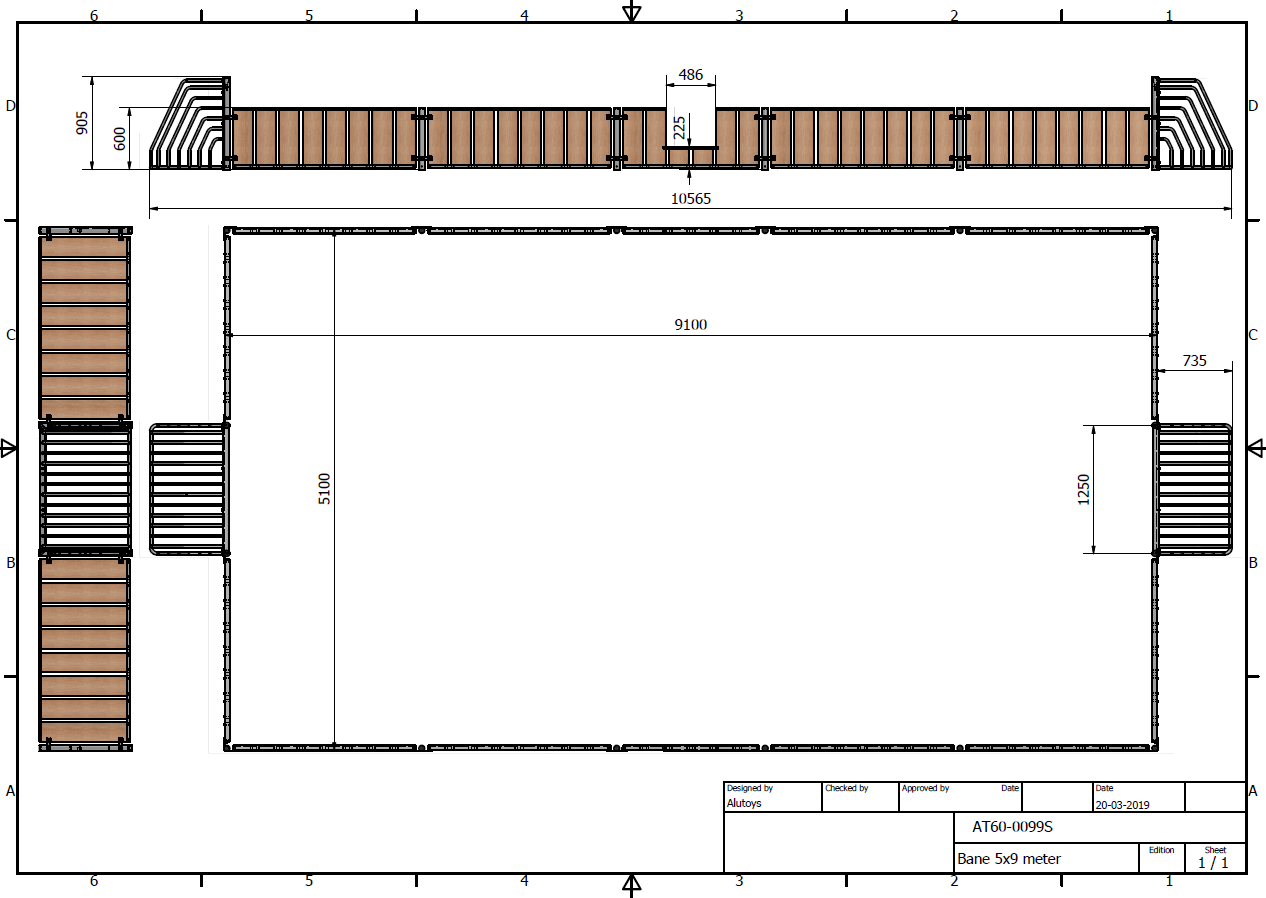 6 5 4 3 2 1
D D
486
905
600
225
10565
C C
9100
735
5100
1250
B B
A A
Designed by Checked by Approved by Date Date
Alutoys 20-03-2019
AT60-0099S
Bane 5x9 meter Edition Sheet
1 / 1
6 5 4 3 2 1